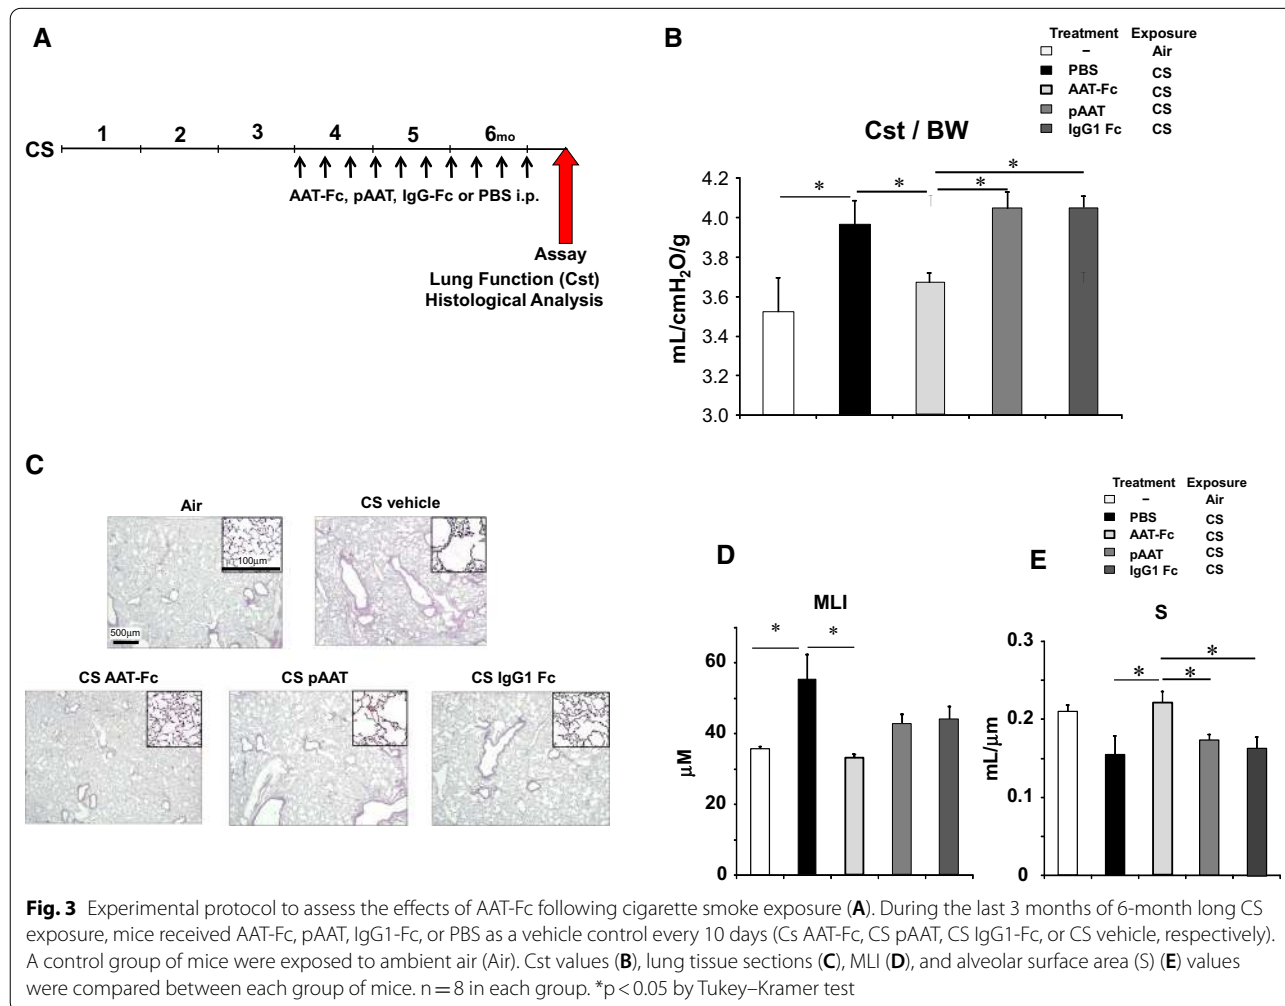 A
CS 1 2 3 4 5 6mo
AAT-Fc, pAAT, IgG-Fc or PBS i.p.
Assay
Lung Function (Cst)
Histological Analysis
B
Treatment Exposure
– Air
PBS CS
AAT-Fc CS
pAAT CS
IgG1 Fc CS
Cst / BW
mL/cmH₂O/g
4.2
4.0
3.8
3.6
3.4
3.2
3.0
* * * *
C
Air
CS vehicle
100μm
500μm
CS AAT-Fc
CS pAAT
CS IgG1 Fc
Treatment Exposure
– Air
PBS CS
AAT-Fc CS
pAAT CS
IgG1 Fc CS
D
MLI
μM
60
40
20
0
* *
E
S
mL/μm
0.3
0.2
0.1
0
* * *
Fig. 3 Experimental protocol to assess the effects of AAT-Fc following cigarette smoke exposure (A). During the last 3 months of 6-month long CS
exposure, mice received AAT-Fc, pAAT, IgG1-Fc, or PBS as a vehicle control every 10 days (Cs AAT-Fc, CS pAAT, CS IgG1-Fc, or CS vehicle, respectively).
A control group of mice were exposed to ambient air (Air). Cst values (B), lung tissue sections (C), MLI (D), and alveolar surface area (S) (E) values
were compared between each group of mice. n = 8 in each group. *p < 0.05 by Tukey–Kramer test